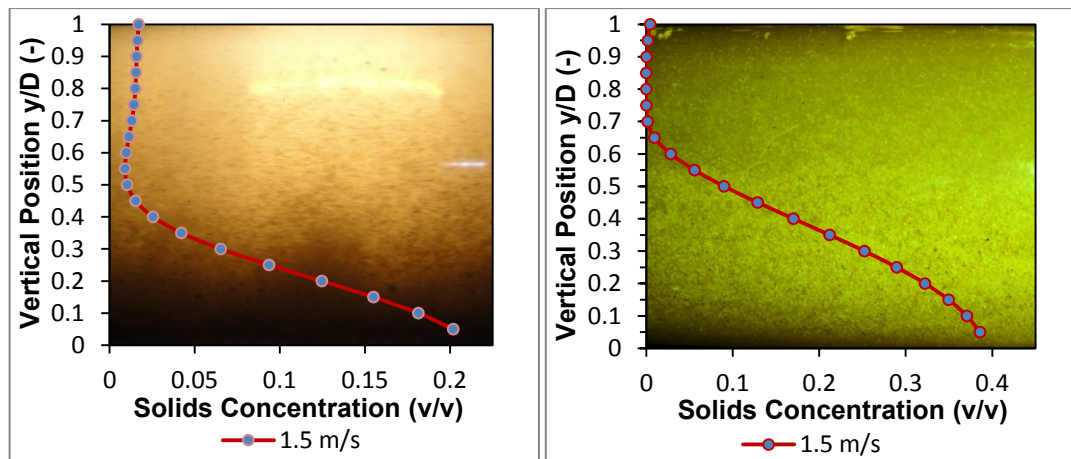 Vertical Position y/D (-)
1
0.9
0.8
0.7
0.6
0.5
0.4
0.3
0.2
0.1
0
0 0.05 0.1 0.15 0.2
Solids Concentration (v/v)
1.5 m/s
Vertical Position y/D (-)
1
0.9
0.8
0.7
0.6
0.5
0.4
0.3
0.2
0.1
0
0 0.1 0.2 0.3 0.4
Solids Concentration (v/v)
1.5 m/s